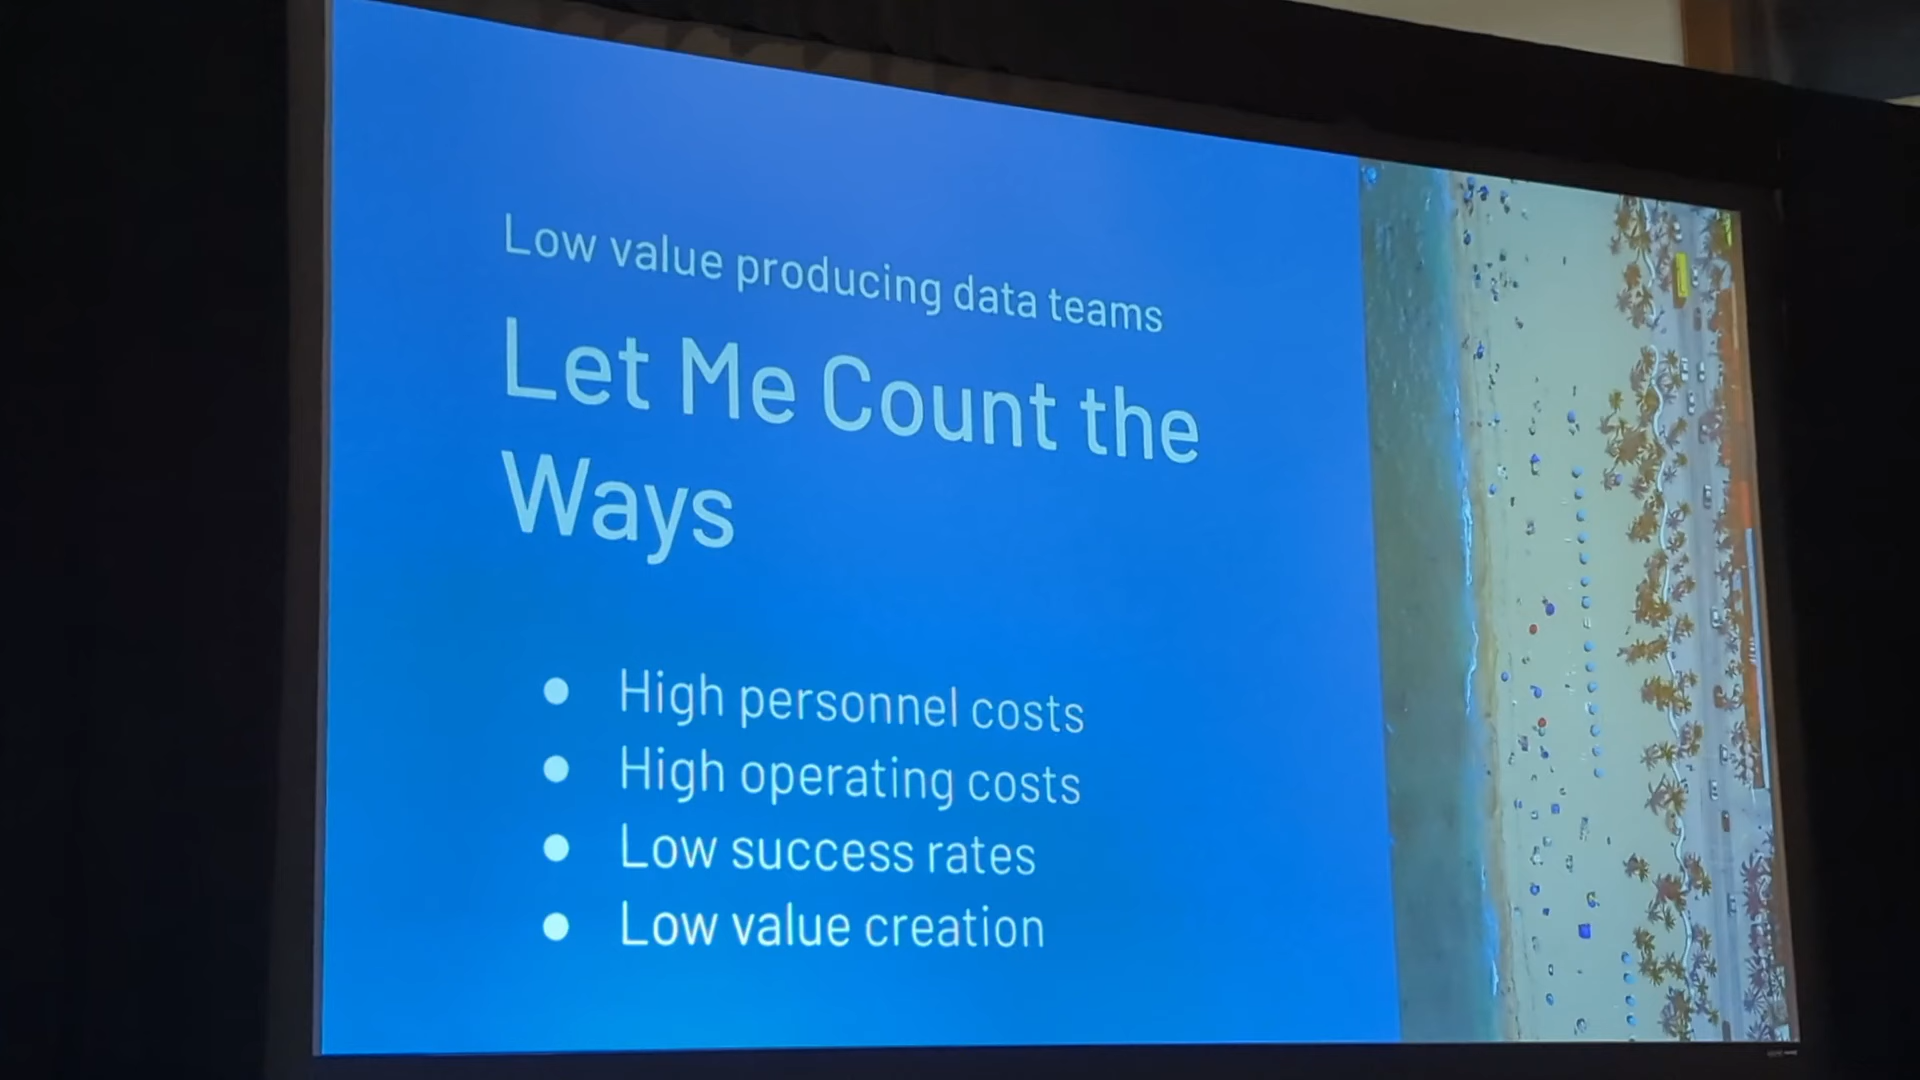 Low value producing data teams
Let Me Count the
Ways
● High personnel costs
● High operating costs
● Low success rates
● Low value creation